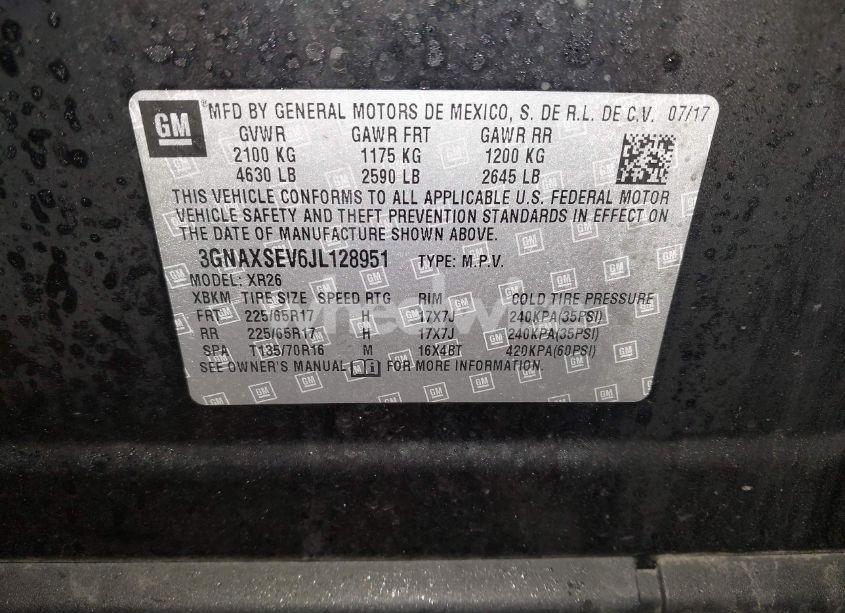 GM ® MFD BY GENERAL MOTORS DE MEXICO, S. DE R.L. DE C.V. 07/17
GVWR GAWR FRT GAWR RR
2100 KG 1175 KG 1200 KG
4630 LB 2590 LB 2645 LB
THIS VEHICLE CONFORMS TO ALL APPLICABLE U.S. FEDERAL MOTOR
VEHICLE SAFETY AND THEFT PREVENTION STANDARDS IN EFFECT ON
THE DATE OF MANUFACTURE SHOWN ABOVE.
3GNAXSEV6JL128951 TYPE: M.P.V.
MODEL: XR26
XBKM TIRE SIZE SPEED RTG RIM COLD TIRE PRESSURE
FRT 225/65R17 H 17X7J 240KPA(35PSI)
RR 225/65R17 H 17X7J 240KPA(35PSI)
SPA T135/70R16 M 16X4BT 420KPA(60PSI)
SEE OWNER'S MANUAL FOR MORE INFORMATION.